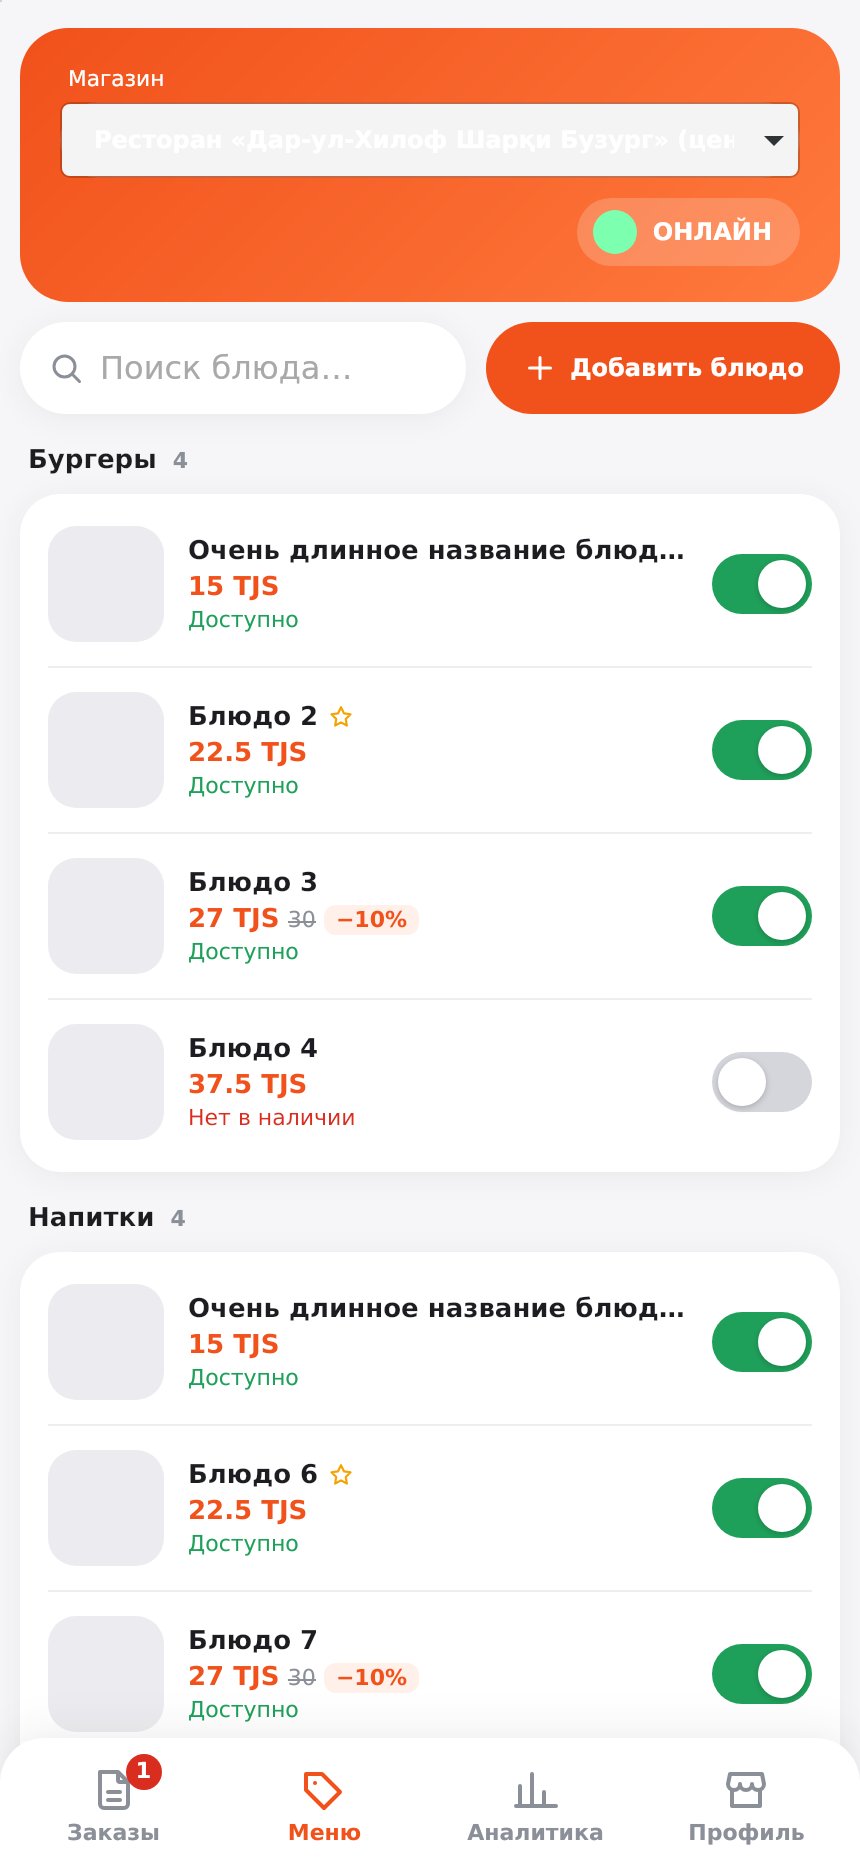 Магазин
Ресторан «Дар-ул-Хилоф Шарқи Бузург» (цен
ОНЛАЙН
Поиск блюда...
Добавить блюдо
Бургеры 4
Очень длинное название блюд...
15 TJS
Доступно
Блюдо 2
22.5 TJS
Доступно
Блюдо 3
27 TJS 30 −10%
Доступно
Блюдо 4
37.5 TJS
Нет в наличии
Напитки 4
Очень длинное название блюд...
15 TJS
Доступно
Блюдо 6
22.5 TJS
Доступно
Блюдо 7
27 TJS 30 −10%
Доступно
1
Заказы Меню Аналитика Профиль